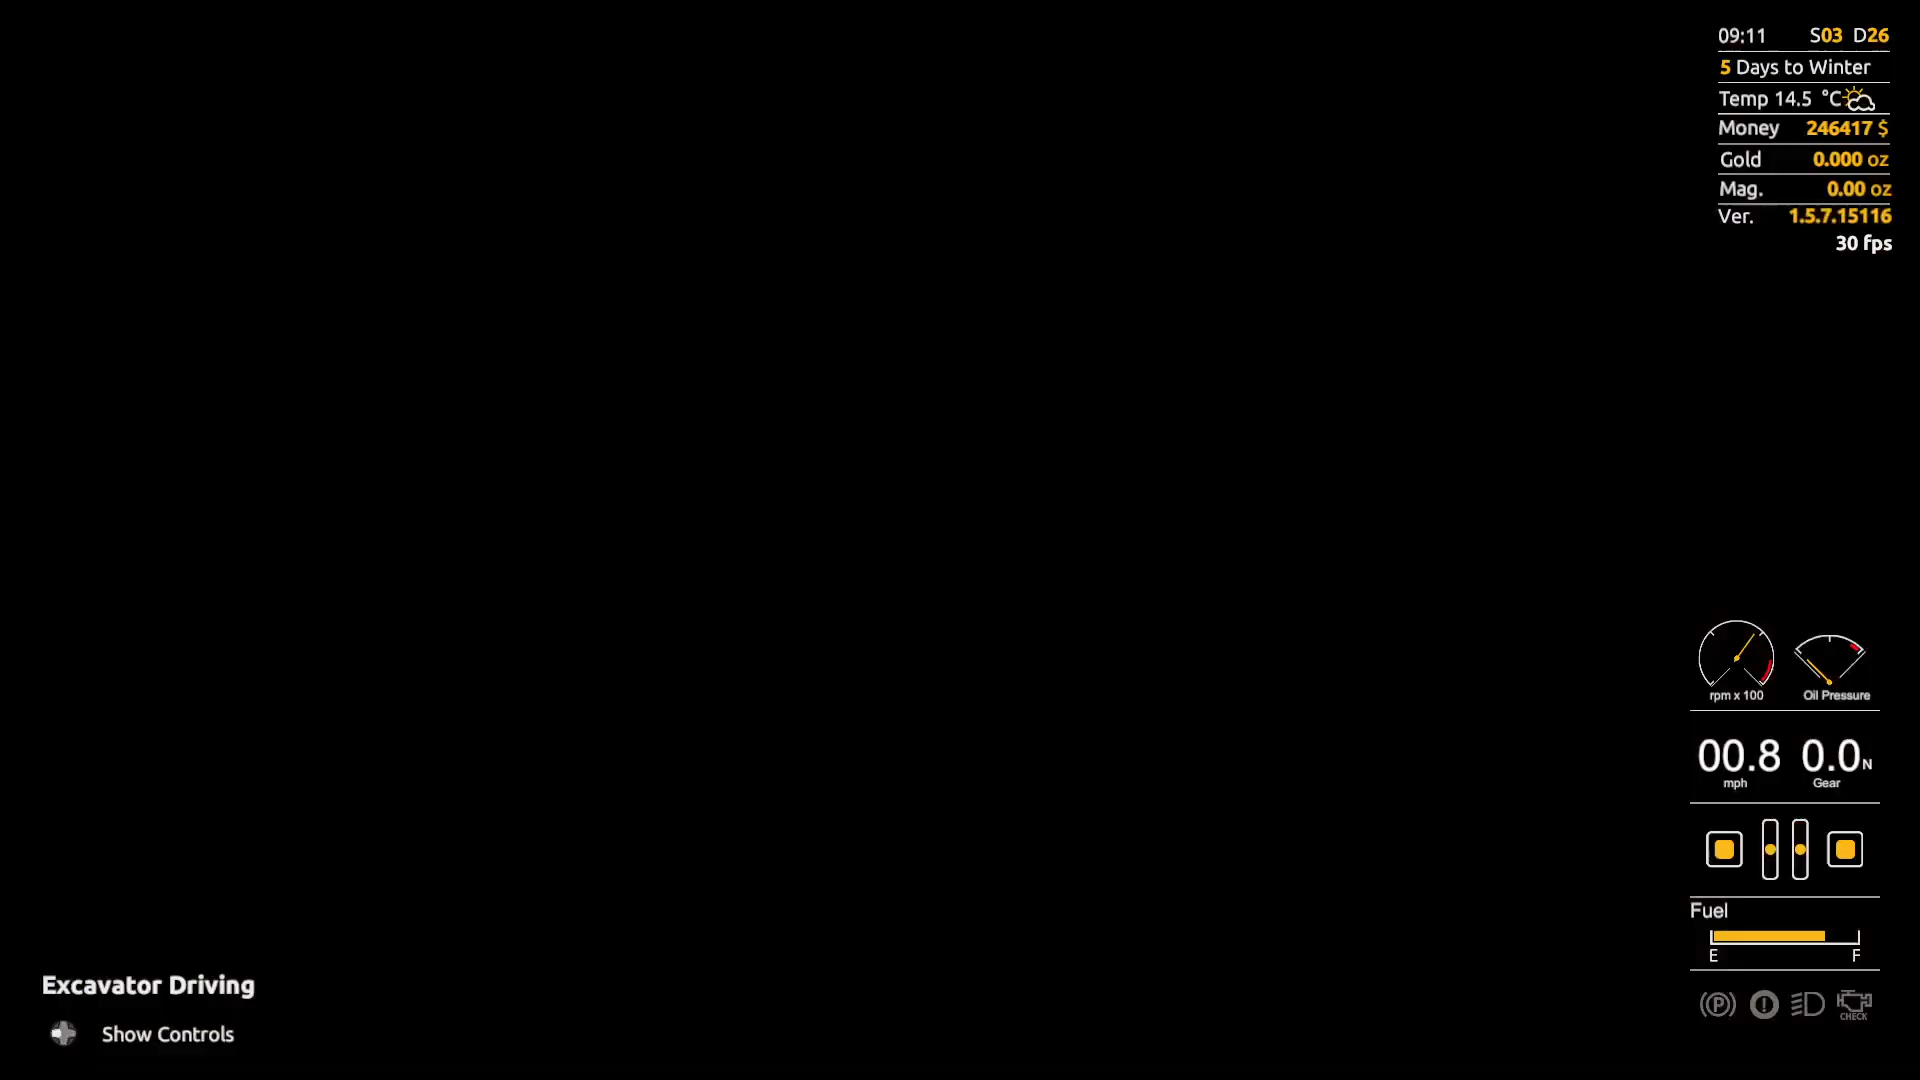 09:11 S03 D26
5 Days to Winter
Temp 14.5 °C
Money 246417 $
Gold 0.000 oz
Mag. 0.00 oz
Ver. 1.5.7.15116
30 fps
rpm x 100 Oil Pressure
00.8 0.0N
mph Gear
Fuel
E F
Excavator Driving
CHECK
Show Controls